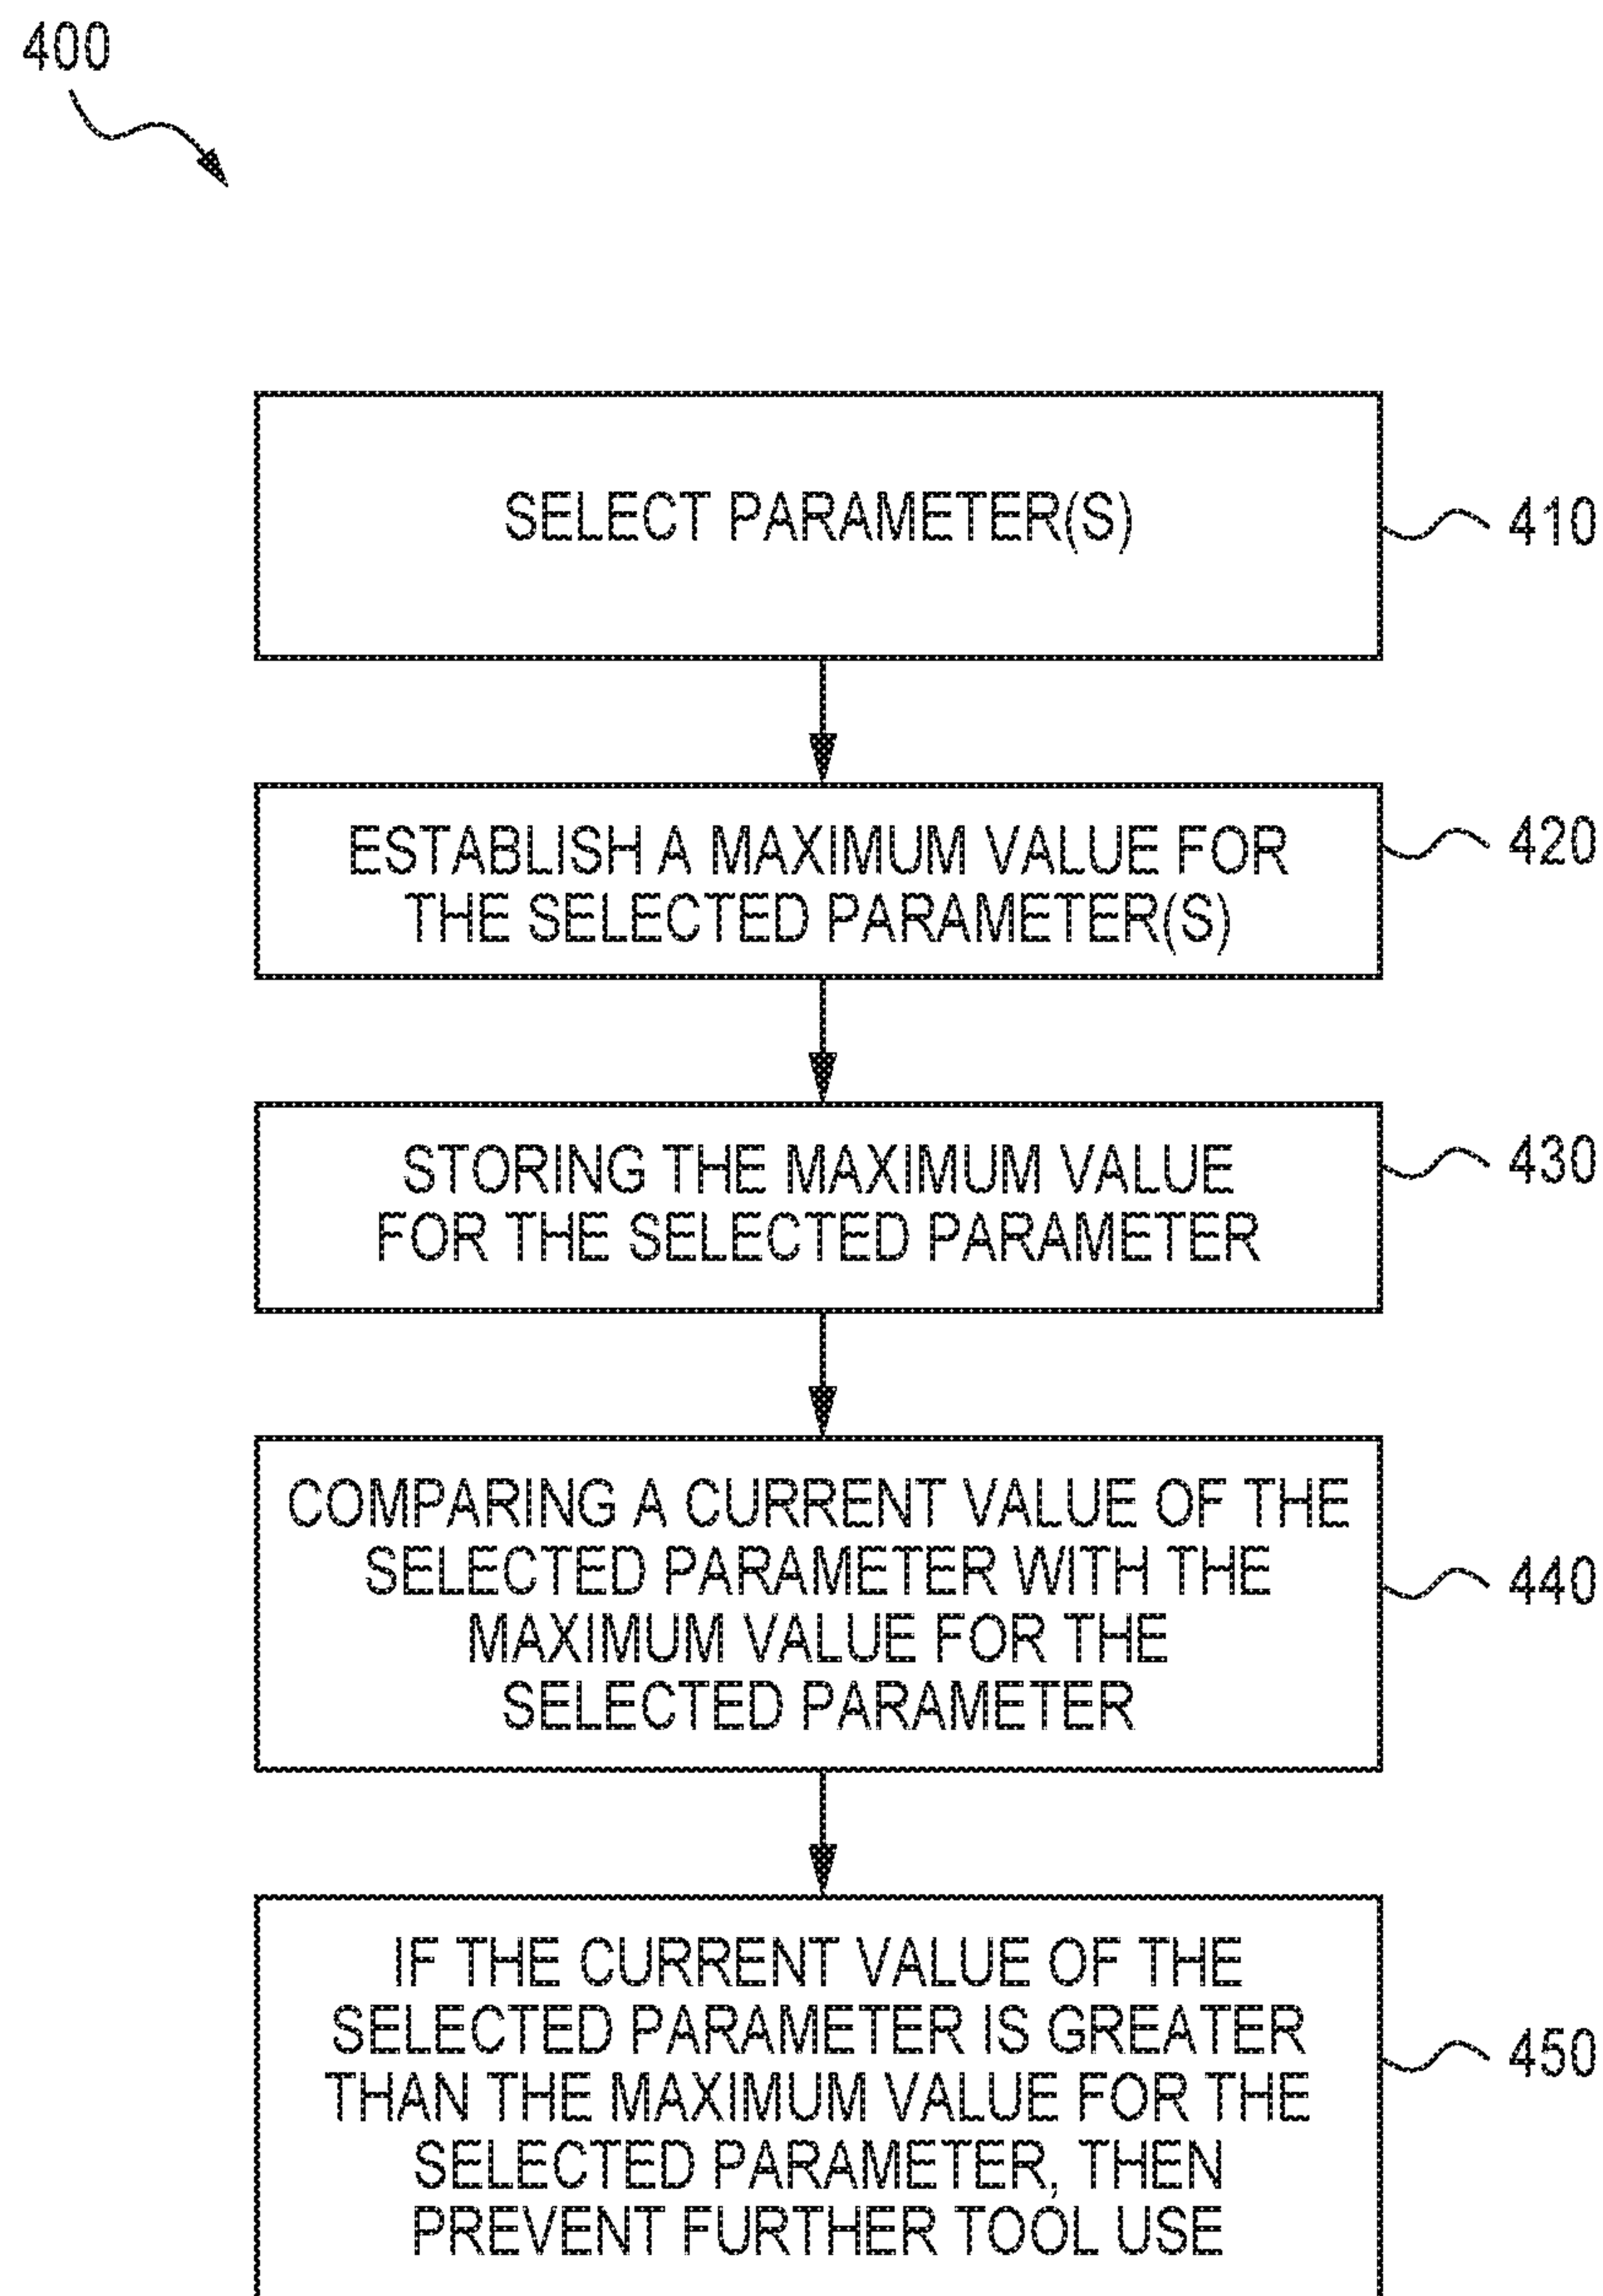 400
SELECT PARAMETER(S)
410
ESTABLISH A MAXIMUM VALUE FOR
THE SELECTED PARAMETER(S)
420
STORING THE MAXIMUM VALUE
FOR THE SELECTED PARAMETER
430
COMPARING A CURRENT VALUE OF THE
SELECTED PARAMETER WITH THE
MAXIMUM VALUE FOR THE
SELECTED PARAMETER
440
IF THE CURRENT VALUE OF THE
SELECTED PARAMETER IS GREATER
THAN THE MAXIMUM VALUE FOR THE
SELECTED PARAMETER, THEN
PREVENT FURTHER TOOL USE
450